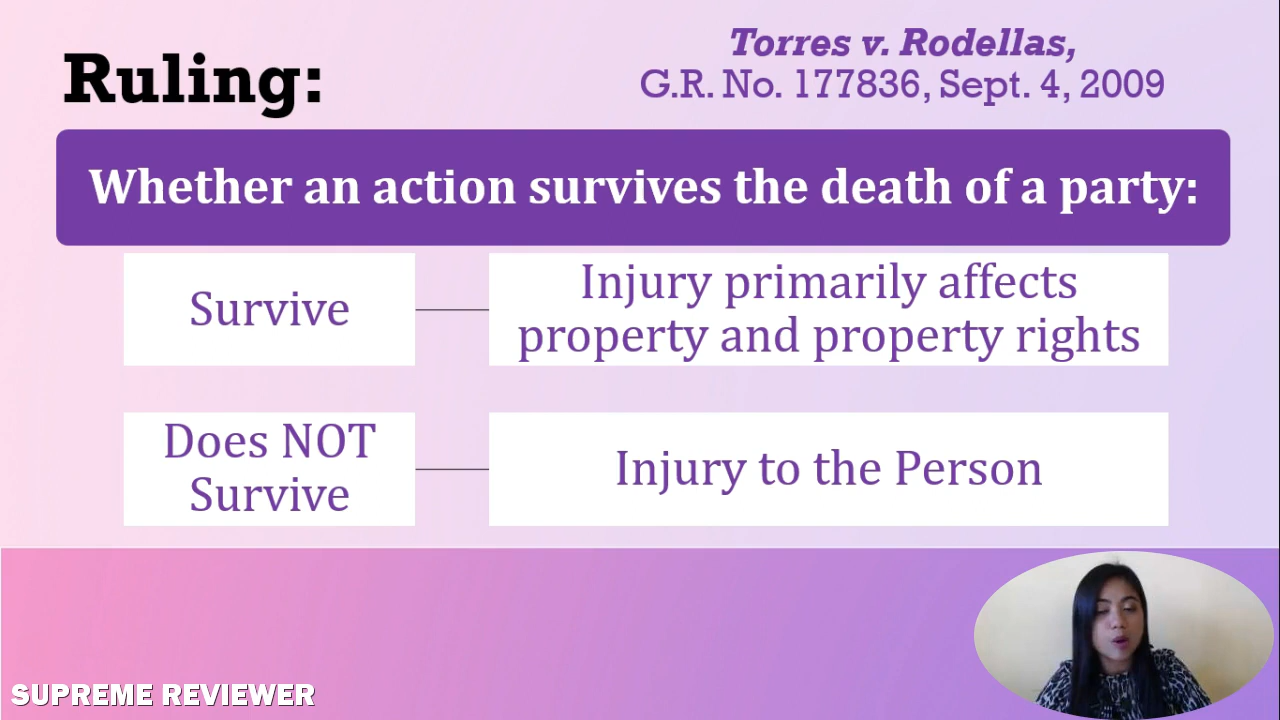 Ruling:
Torres v. Rodellas,
G.R. No. 177836, Sept. 4, 2009
Whether an action survives the death of a party:
Survive
Injury primarily affects
property and property rights
Does NOT
Survive
Injury to the Person
SUPREME REVIEWER